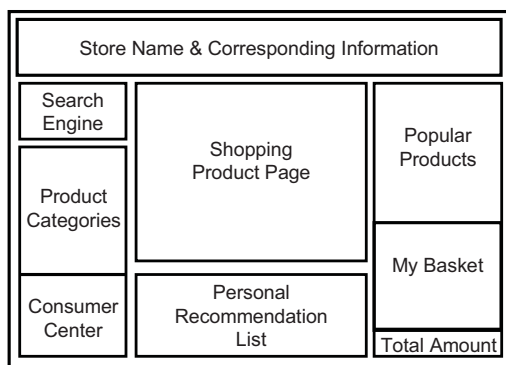 Store Name & Corresponding Information
Search
Engine
Product
Categories
Consumer
Center
Shopping
Product Page
Personal
Recommendation
List
Popular
Products
My Basket
Total Amount